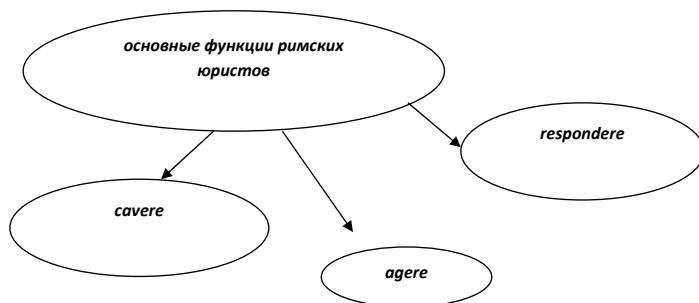 основные функции римских
юристов
respondere
cavere
agere